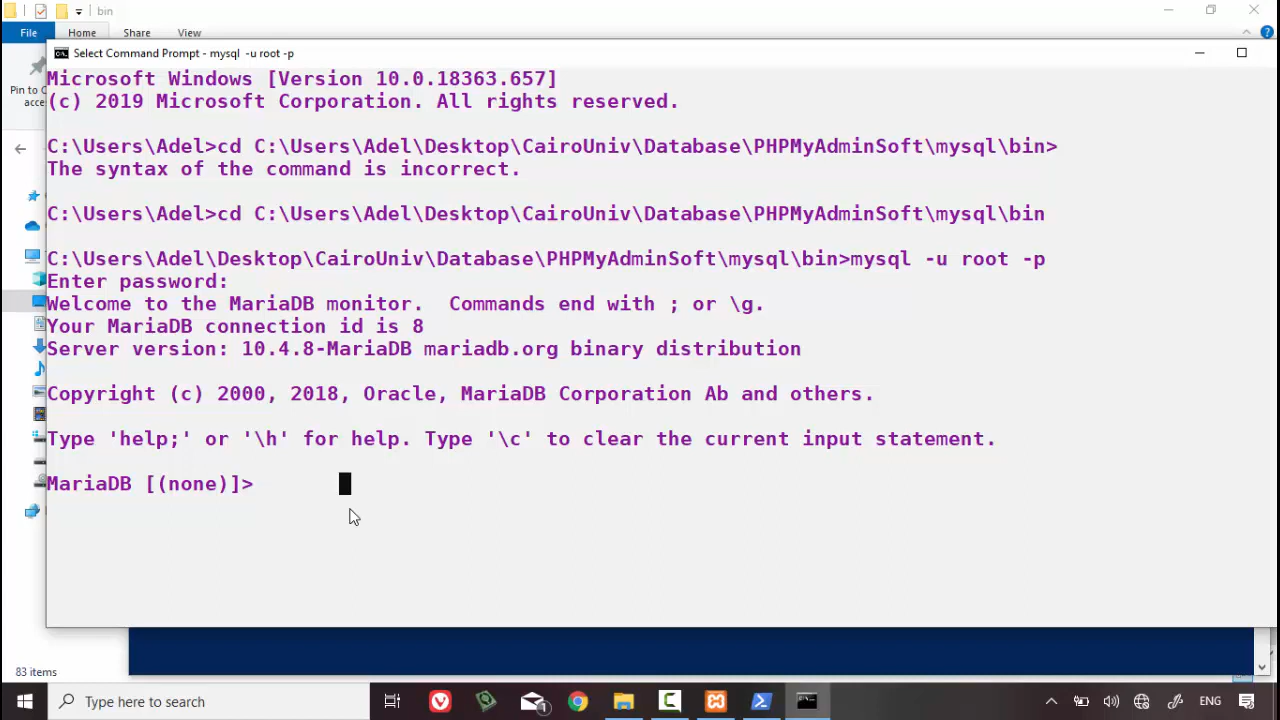 bin
File
Home
Share
View
Pin to C
acce
Select Command Prompt - mysql -u root -p
Microsoft Windows [Version 10.0.18363.657]
(c) 2019 Microsoft Corporation. All rights reserved.
C:\Users\Adel>cd C:\Users\Adel\Desktop\CairoUniv\Database\PHPMyAdminSoft\mysql\bin>
The syntax of the command is incorrect.
C:\Users\Adel>cd C:\Users\Adel\Desktop\CairoUniv\Database\PHPMyAdminSoft\mysql\bin
C:\Users\Adel\Desktop\CairoUniv\Database\PHPMyAdminSoft\mysql\bin>mysql -u root -p
Enter password:
Welcome to the MariaDB monitor.  Commands end with ; or \g.
Your MariaDB connection id is 8
Server version: 10.4.8-MariaDB mariadb.org binary distribution
Copyright (c) 2000, 2018, Oracle, MariaDB Corporation Ab and others.
Type 'help;' or '\h' for help. Type '\c' to clear the current input statement.
MariaDB [(none)]>
83 items
Type here to search
1
ENG